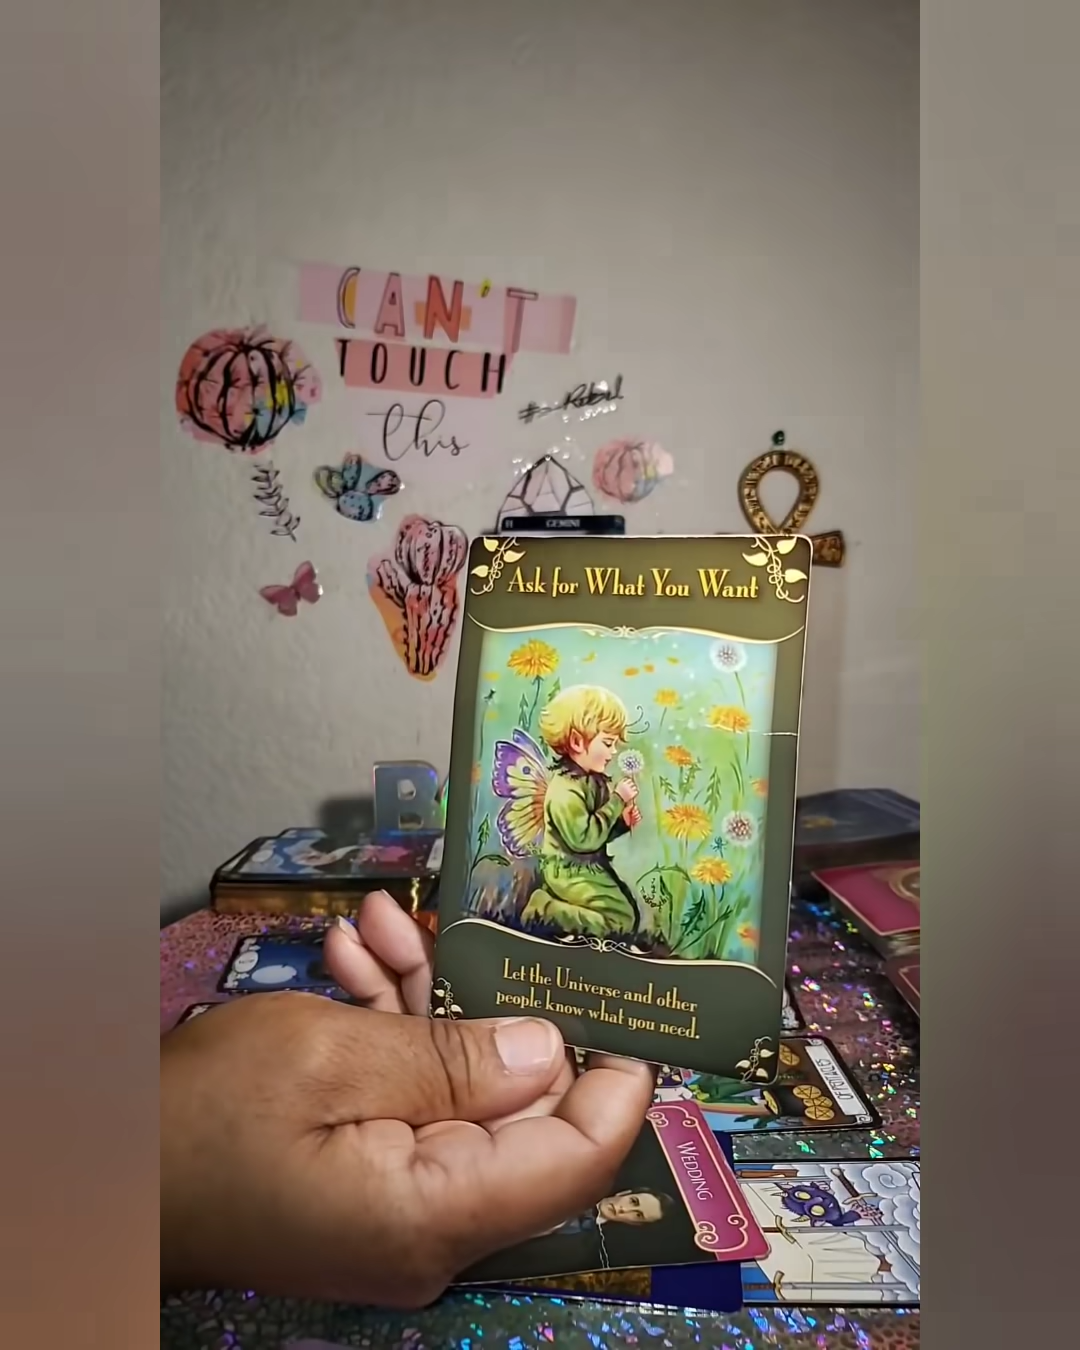 CAN'T
TOUCH
this
GEMINI
Ask for What You Want
Let the Universe and other
people know what you need.
WEDDING